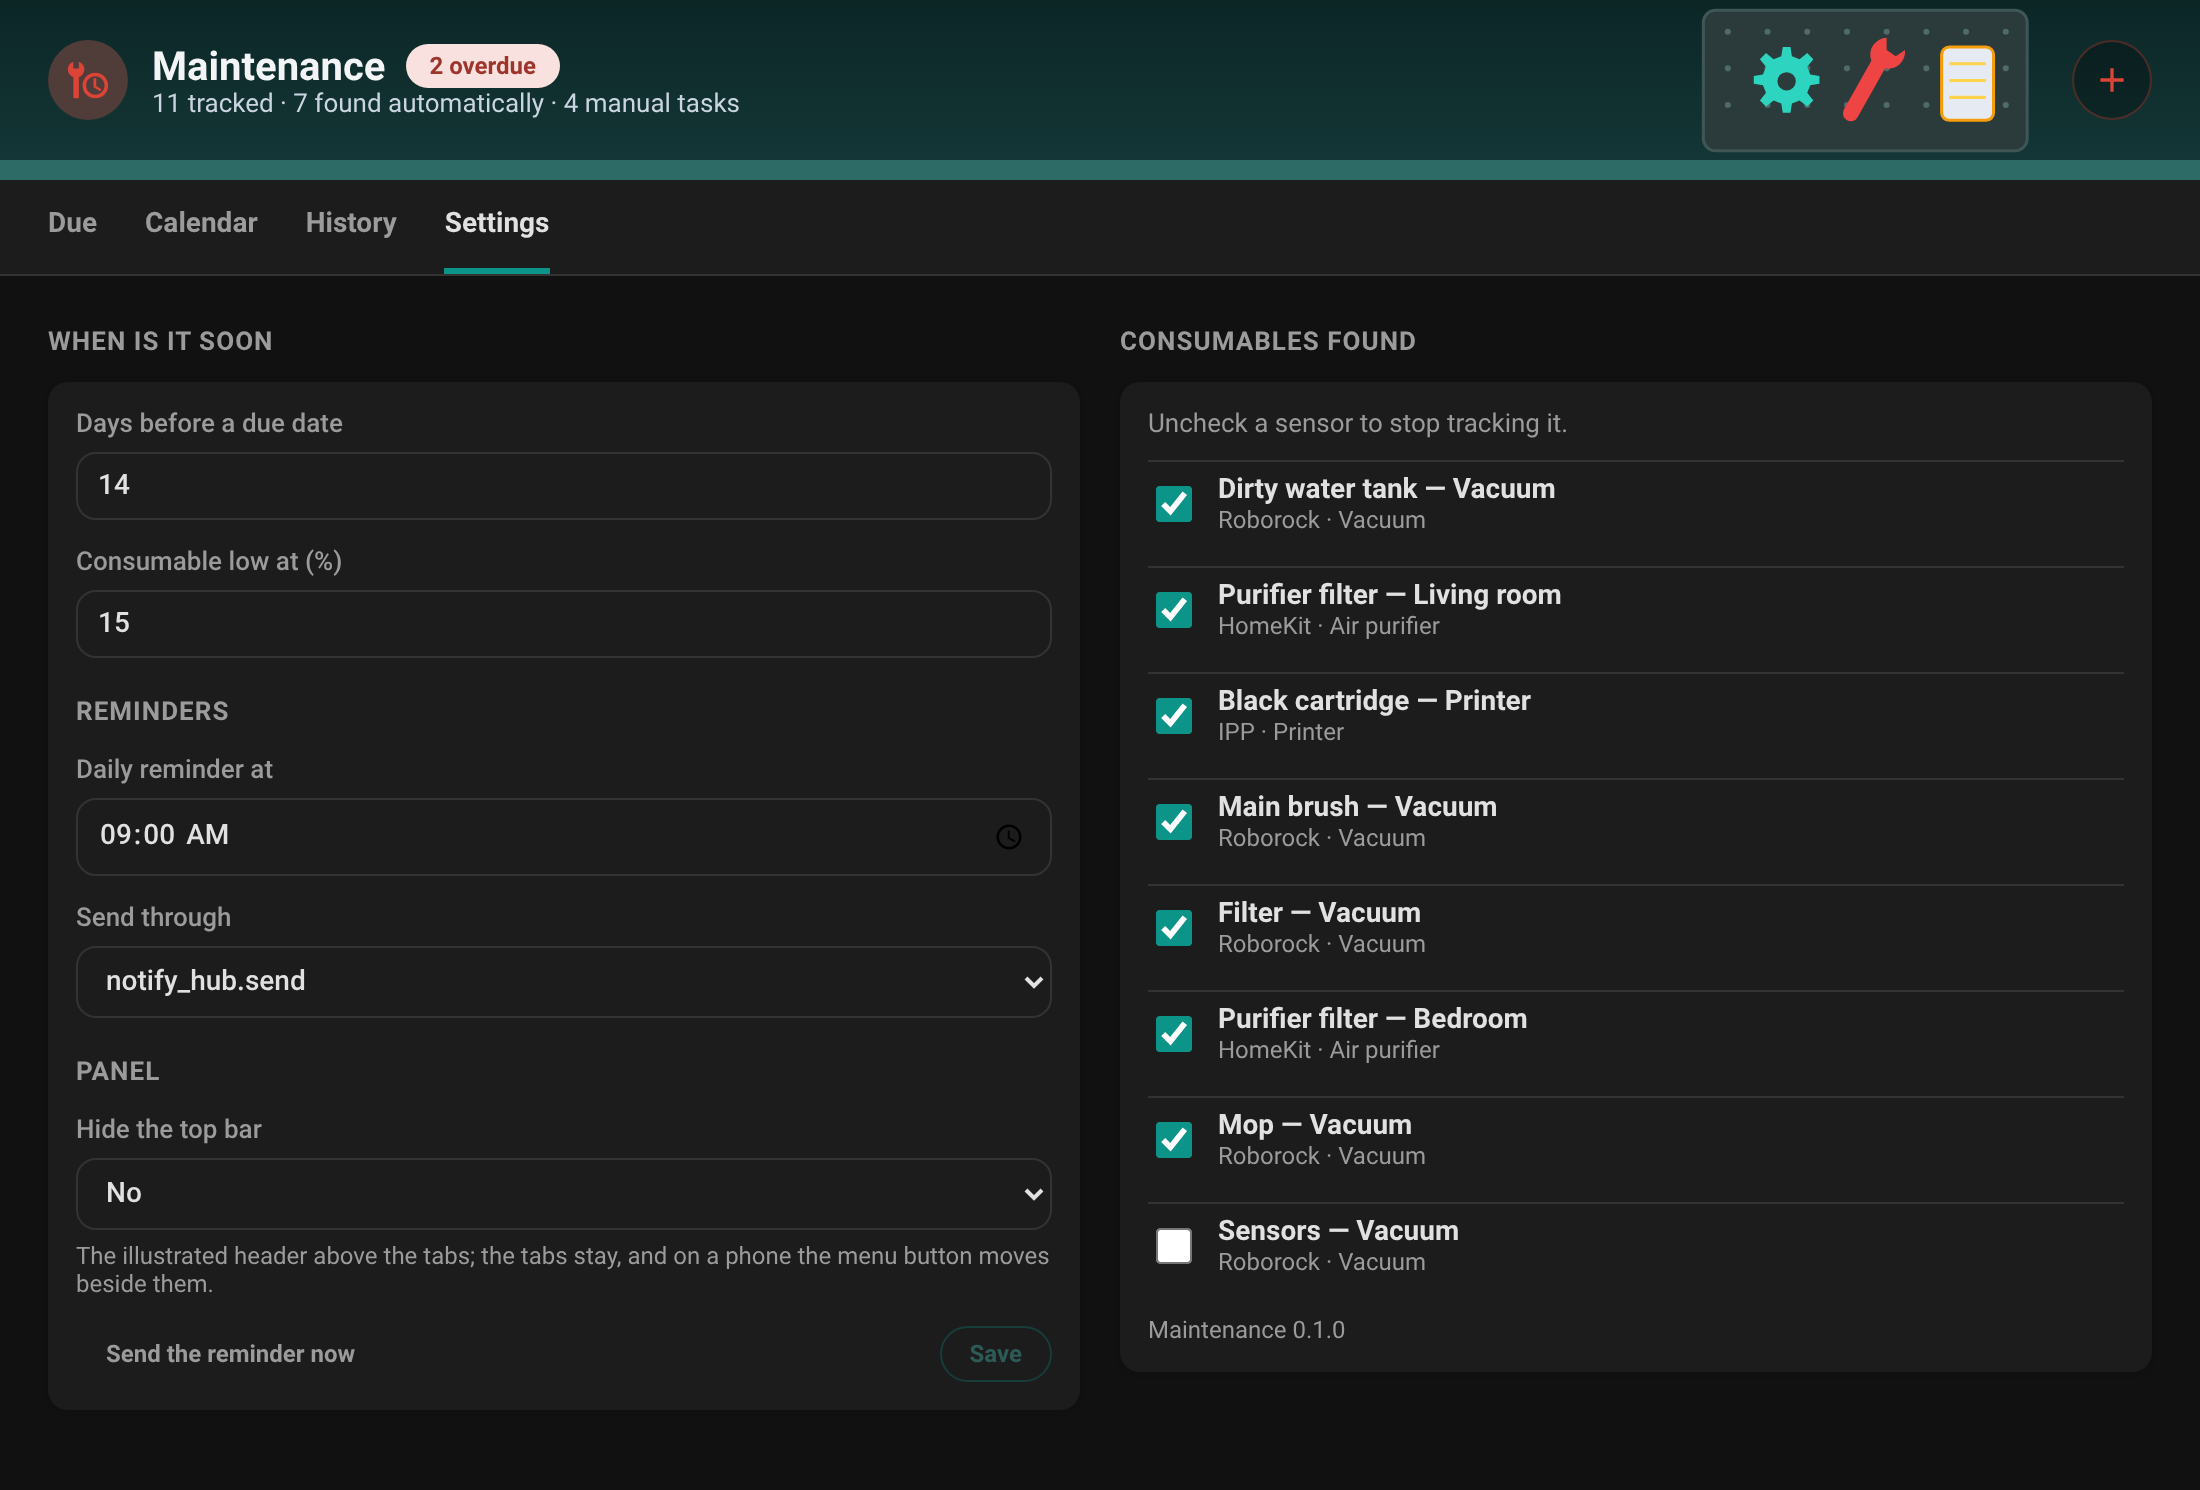 Maintenance
2 overdue
11 tracked · 7 found automatically · 4 manual tasks
Due
Calendar
History
Settings
WHEN IS IT SOON
Days before a due date
14
Consumable low at (%)
15
REMINDERS
Daily reminder at
09:00 AM
Send through
notify_hub.send
PANEL
Hide the top bar
No
The illustrated header above the tabs; the tabs stay, and on a phone the menu button moves
beside them.
Send the reminder now
Save
CONSUMABLES FOUND
Uncheck a sensor to stop tracking it.
Dirty water tank — Vacuum
Roborock · Vacuum
Purifier filter — Living room
HomeKit · Air purifier
Black cartridge — Printer
IPP · Printer
Main brush — Vacuum
Roborock · Vacuum
Filter — Vacuum
Roborock · Vacuum
Purifier filter — Bedroom
HomeKit · Air purifier
Mop — Vacuum
Roborock · Vacuum
Sensors — Vacuum
Roborock · Vacuum
Maintenance 0.1.0